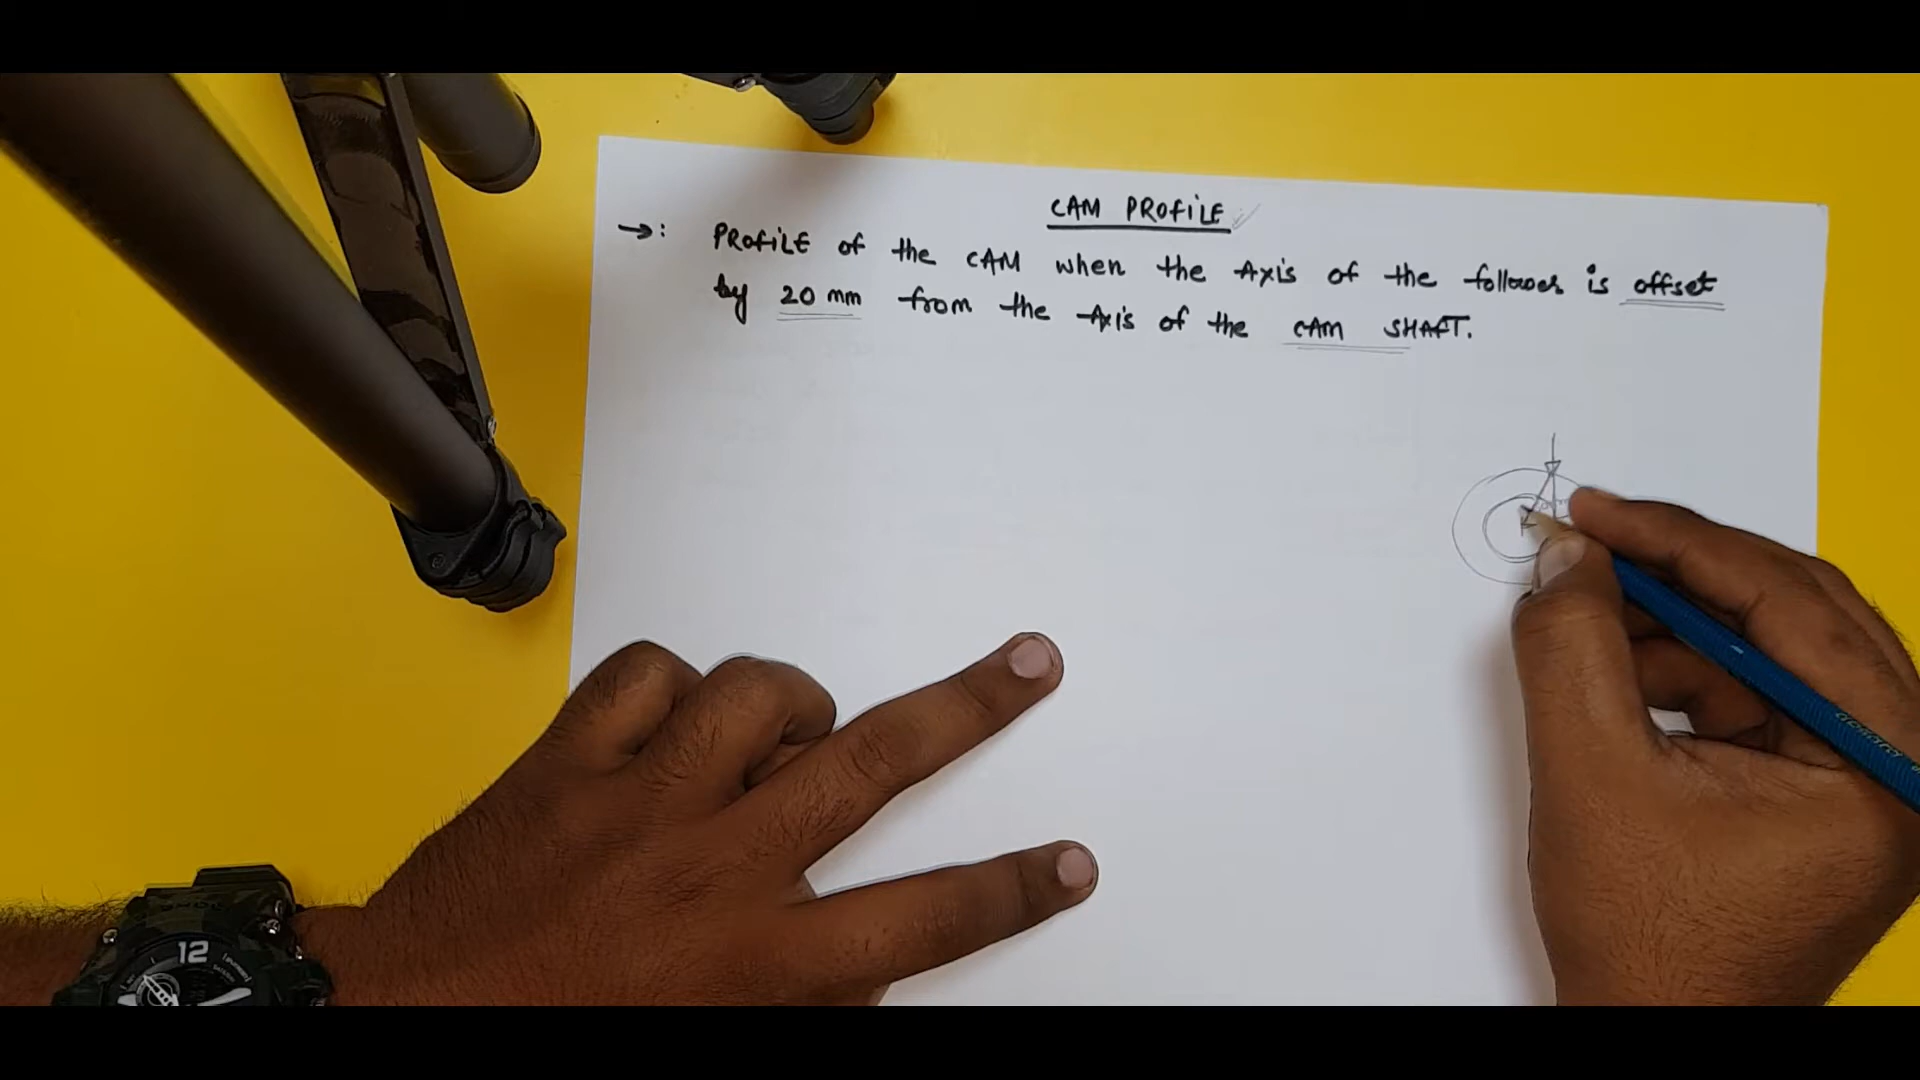 CAM PROFILE
→: PROFILE of the CAM when the Axis of the follower is offset
by 20 mm from the Axis of the CAM SHAFT.
12